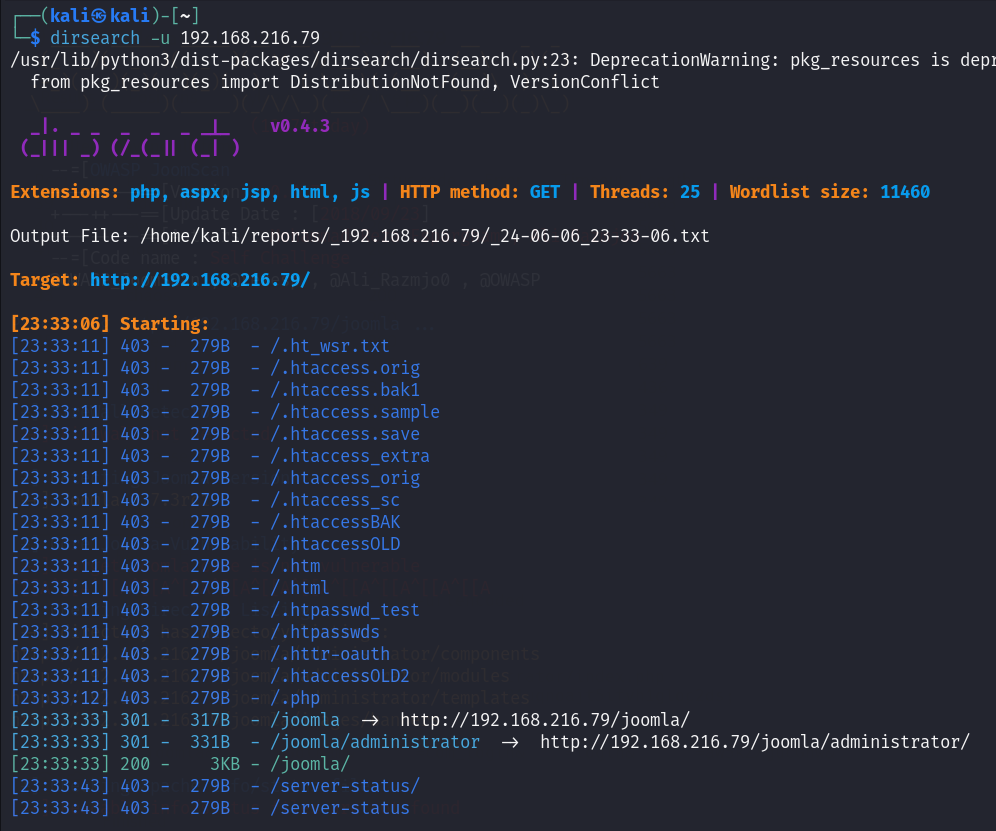 ┌──(kali㉿kali)-[~]
└─$ dirsearch -u 192.168.216.79
/usr/lib/python3/dist-packages/dirsearch/dirsearch.py:23: DeprecationWarning: pkg_resources is depr
  from pkg_resources import DistributionNotFound, VersionConflict
  _|. _ _  _  _  _ _|_    v0.4.3
 (_||| _) (/_(_|| (_| )
Extensions: php, aspx, jsp, html, js | HTTP method: GET | Threads: 25 | Wordlist size: 11460
Output File: /home/kali/reports/_192.168.216.79/_24-06-06_23-33-06.txt
Target: http://192.168.216.79/
[23:33:06] Starting:
[23:33:11] 403 -  279B  - /.ht_wsr.txt
[23:33:11] 403 -  279B  - /.htaccess.orig
[23:33:11] 403 -  279B  - /.htaccess.bak1
[23:33:11] 403 -  279B  - /.htaccess.sample
[23:33:11] 403 -  279B  - /.htaccess.save
[23:33:11] 403 -  279B  - /.htaccess_extra
[23:33:11] 403 -  279B  - /.htaccess_orig
[23:33:11] 403 -  279B  - /.htaccess_sc
[23:33:11] 403 -  279B  - /.htaccessBAK
[23:33:11] 403 -  279B  - /.htaccessOLD
[23:33:11] 403 -  279B  - /.htm
[23:33:11] 403 -  279B  - /.html
[23:33:11] 403 -  279B  - /.htpasswd_test
[23:33:11] 403 -  279B  - /.htpasswds
[23:33:11] 403 -  279B  - /.httr-oauth
[23:33:11] 403 -  279B  - /.htaccessOLD2
[23:33:12] 403 -  279B  - /.php
[23:33:33] 301 -  317B  - /joomla  ->  http://192.168.216.79/joomla/
[23:33:33] 301 -  331B  - /joomla/administrator  ->  http://192.168.216.79/joomla/administrator/
[23:33:33] 200 -    3KB - /joomla/
[23:33:43] 403 -  279B  - /server-status/
[23:33:43] 403 -  279B  - /server-status